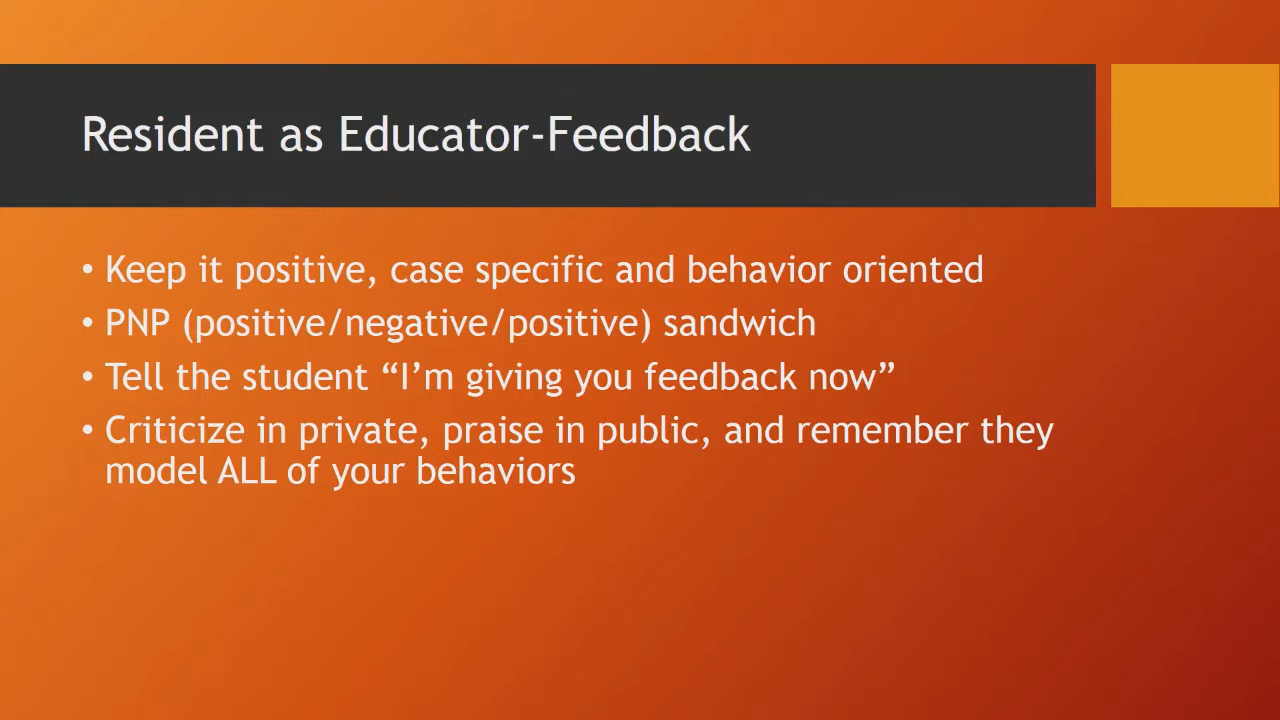 Resident as Educator-Feedback
• Keep it positive, case specific and behavior oriented
• PNP (positive/negative/positive) sandwich
• Tell the student “I’m giving you feedback now”
• Criticize in private, praise in public, and remember they
model ALL of your behaviors